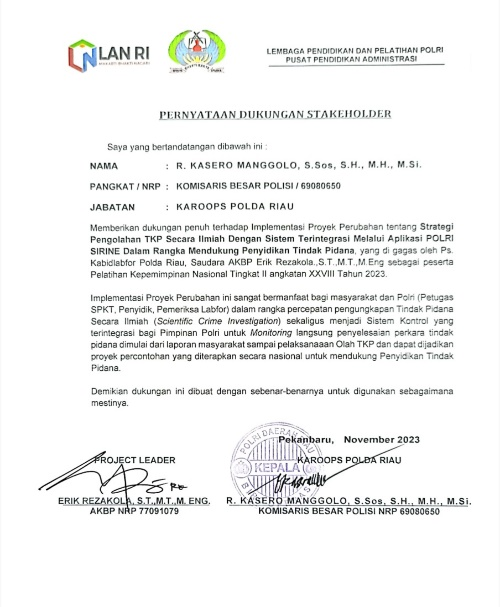 LAN RI
MAKARTI BHAKTI NAGARI
LEMBAGA PENDIDIKAN DAN PELATIHAN POLRI
PUSAT PENDIDIKAN ADMINISTRASI
PERNYATAAN DUKUNGAN STAKEHOLDER
Saya yang bertandatangan dibawah ini :
NAMA : R. KASERO MANGGOLO, S.Sos, S.H., M.H., M.Si.
PANGKAT / NRP : KOMISARIS BESAR POLISI / 69080650
JABATAN : KAROOPS POLDA RIAU
Memberikan dukungan penuh terhadap Implementasi Proyek Perubahan tentang Strategi
Pengolahan TKP Secara Ilmiah Dengan Sistem Terintegrasi Melalui Aplikasi POLRI
SIRINE Dalam Rangka Mendukung Penyidikan Tindak Pidana, yang di gagas oleh Ps.
Kabidlabfor Polda Riau, Saudara AKBP Erik Rezakola.,S.T.,M.T.,M.Eng sebagai peserta
Pelatihan Kepemimpinan Nasional Tingkat II angkatan XXVIII Tahun 2023.
Implementasi Proyek Perubahan ini sangat bermanfaat bagi masyarakat dan Polri (Petugas
SPKT, Penyidik, Pemeriksa Labfor) dalam rangka percepatan pengungkapan Tindak Pidana
Secara Ilmiah (Scientific Crime Investigation) sekaligus menjadi Sistem Kontrol yang
terintegrasi bagi Pimpinan Polri untuk Monitoring langsung penyelesaian perkara tindak
pidana dimulai dari laporan masyarakat sampai pelaksanaaan Olah TKP dan dapat dijadikan
proyek percontohan yang diterapkan secara nasional untuk mendukung Penyidikan Tindak
Pidana.
Demikian dukungan ini dibuat dengan sebenar-benarnya untuk digunakan sebagaimana
mestinya.
Pekanbaru, November 2023
PROJECT LEADER
KAROOPS POLDA RIAU
POLRI DAERAH RIAU
KEPALA
ERIK REZAKOLA, S.T.,M.T.,M. ENG.
AKBP NRP 77091079
R. KASERO MANGGOLO, S.Sos, S.H., M.H., M.Si.
KOMISARIS BESAR POLISI NRP 69080650